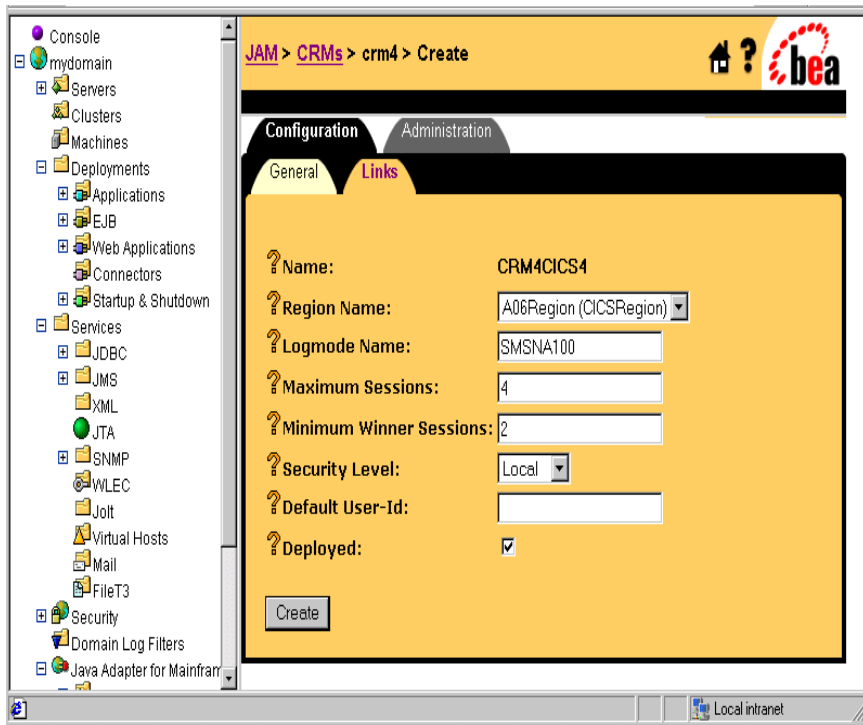 Console
mydomain
Servers
Clusters
Machines
Deployments
Applications
EJB
Web Applications
Connectors
Startup & Shutdown
Services
JDBC
JMS
XML
JTA
SNMP
WLEC
Jolt
Virtual Hosts
Mail
FileT3
Security
Domain Log Filters
Java Adapter for Mainfram
JAM > CRMs > crm4 > Create
? bea
Configuration Administration
General Links
? Name: CRM4CICS4
? Region Name: A06Region (CICSRegion)
? Logmode Name: SMSNA100
? Maximum Sessions: 4
? Minimum Winner Sessions: 2
? Security Level: Local
? Default User-Id:
? Deployed:
Create
Local intranet